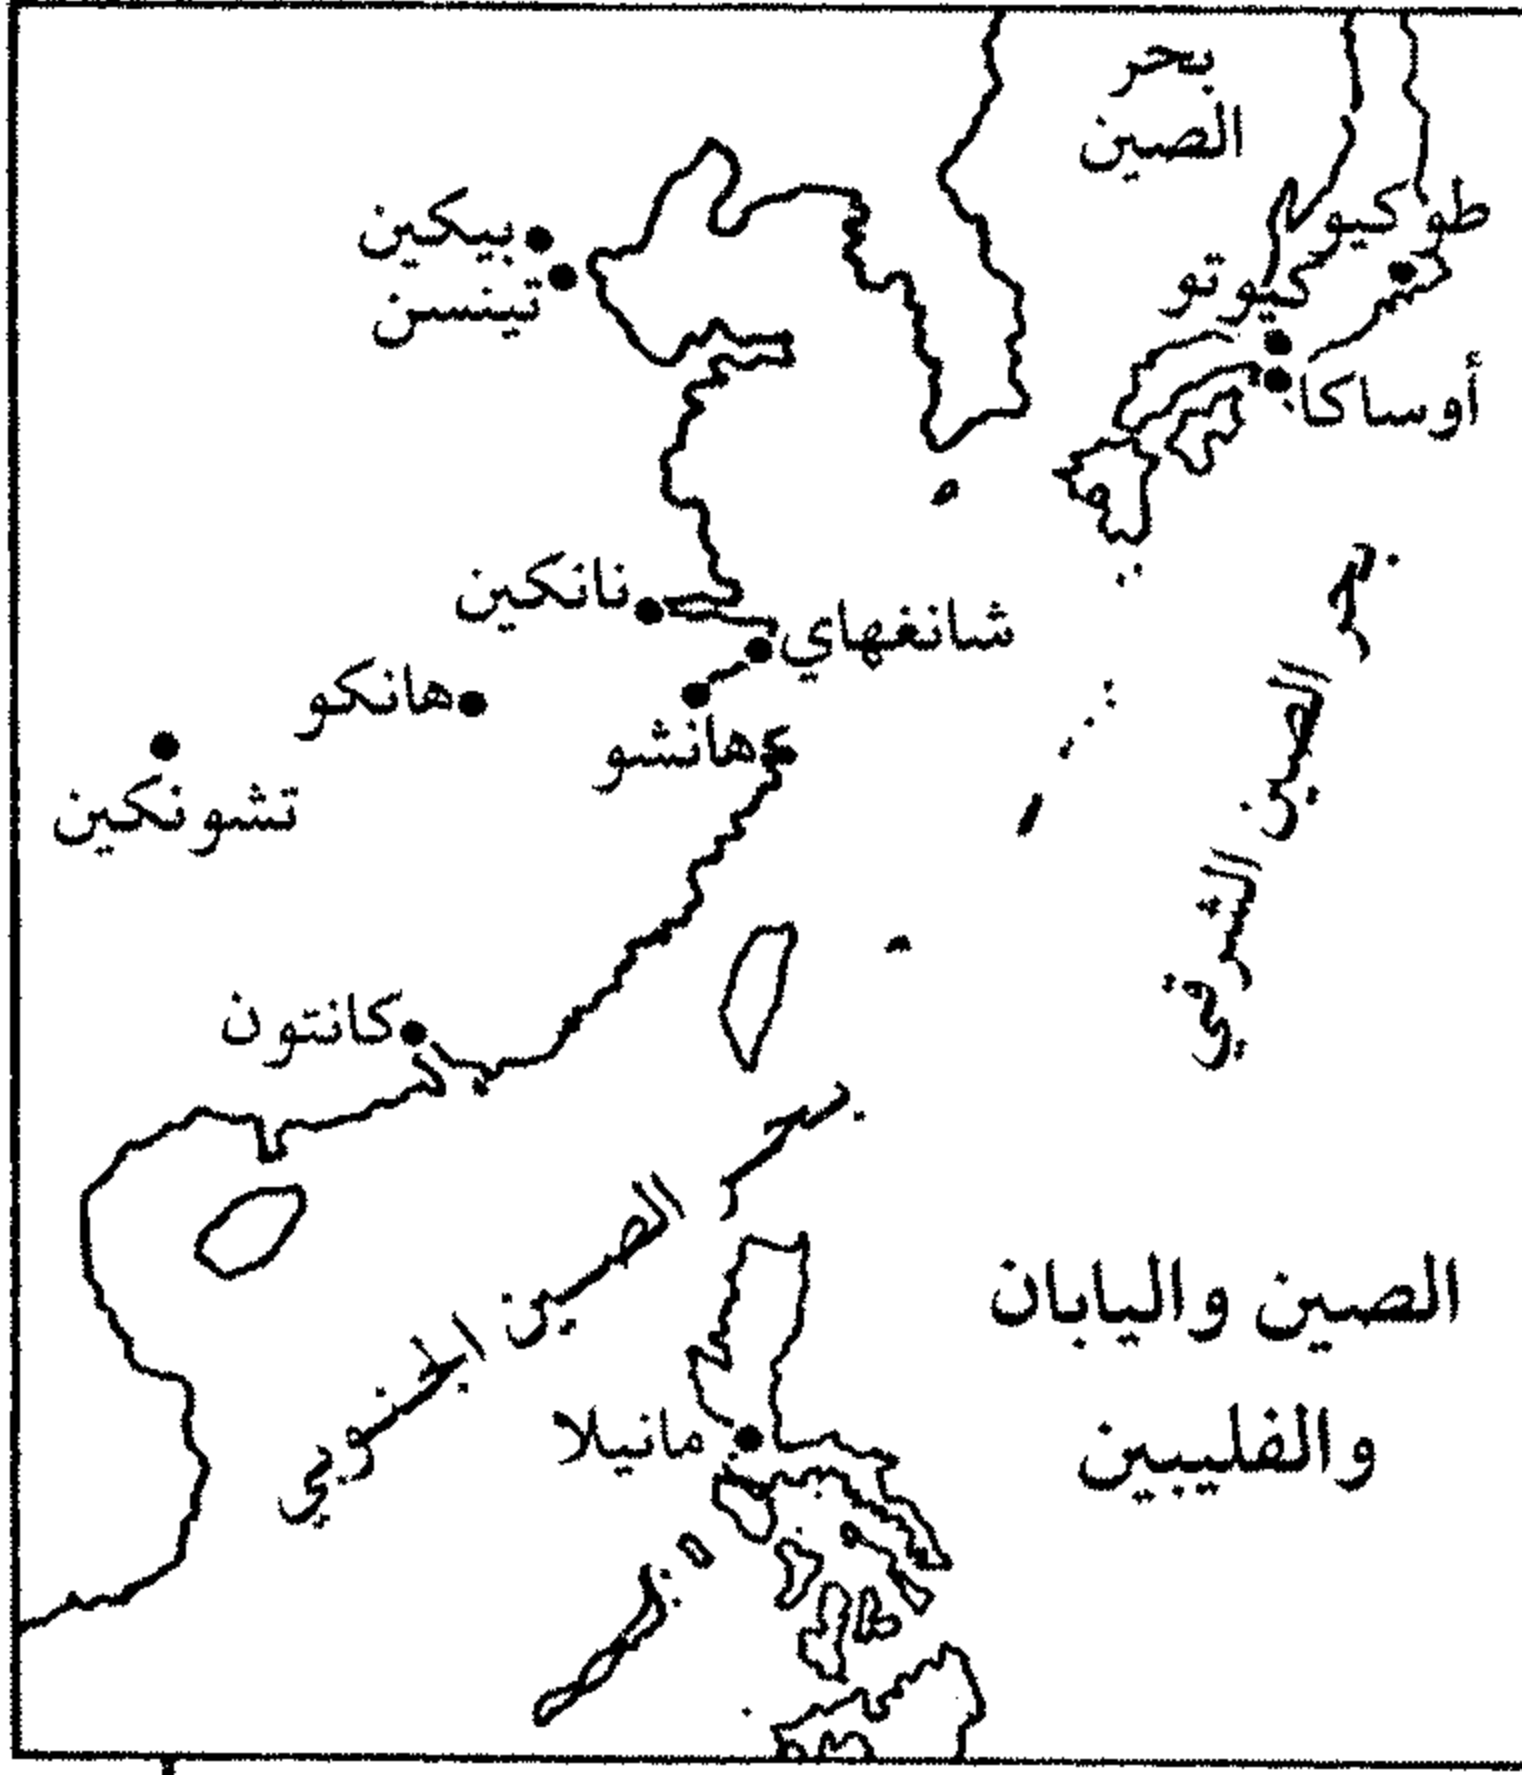 بحر
الصين
طوكيو
كيوتو
أوساكا
بيكين
تينسن
نانكين
شانغهاي
هانكو
هانشو
تشونكين
بحر الصين الشرقي
كانتون
بحر الصين الجنوبي
الصين واليابان
والفليبين
مانيلا